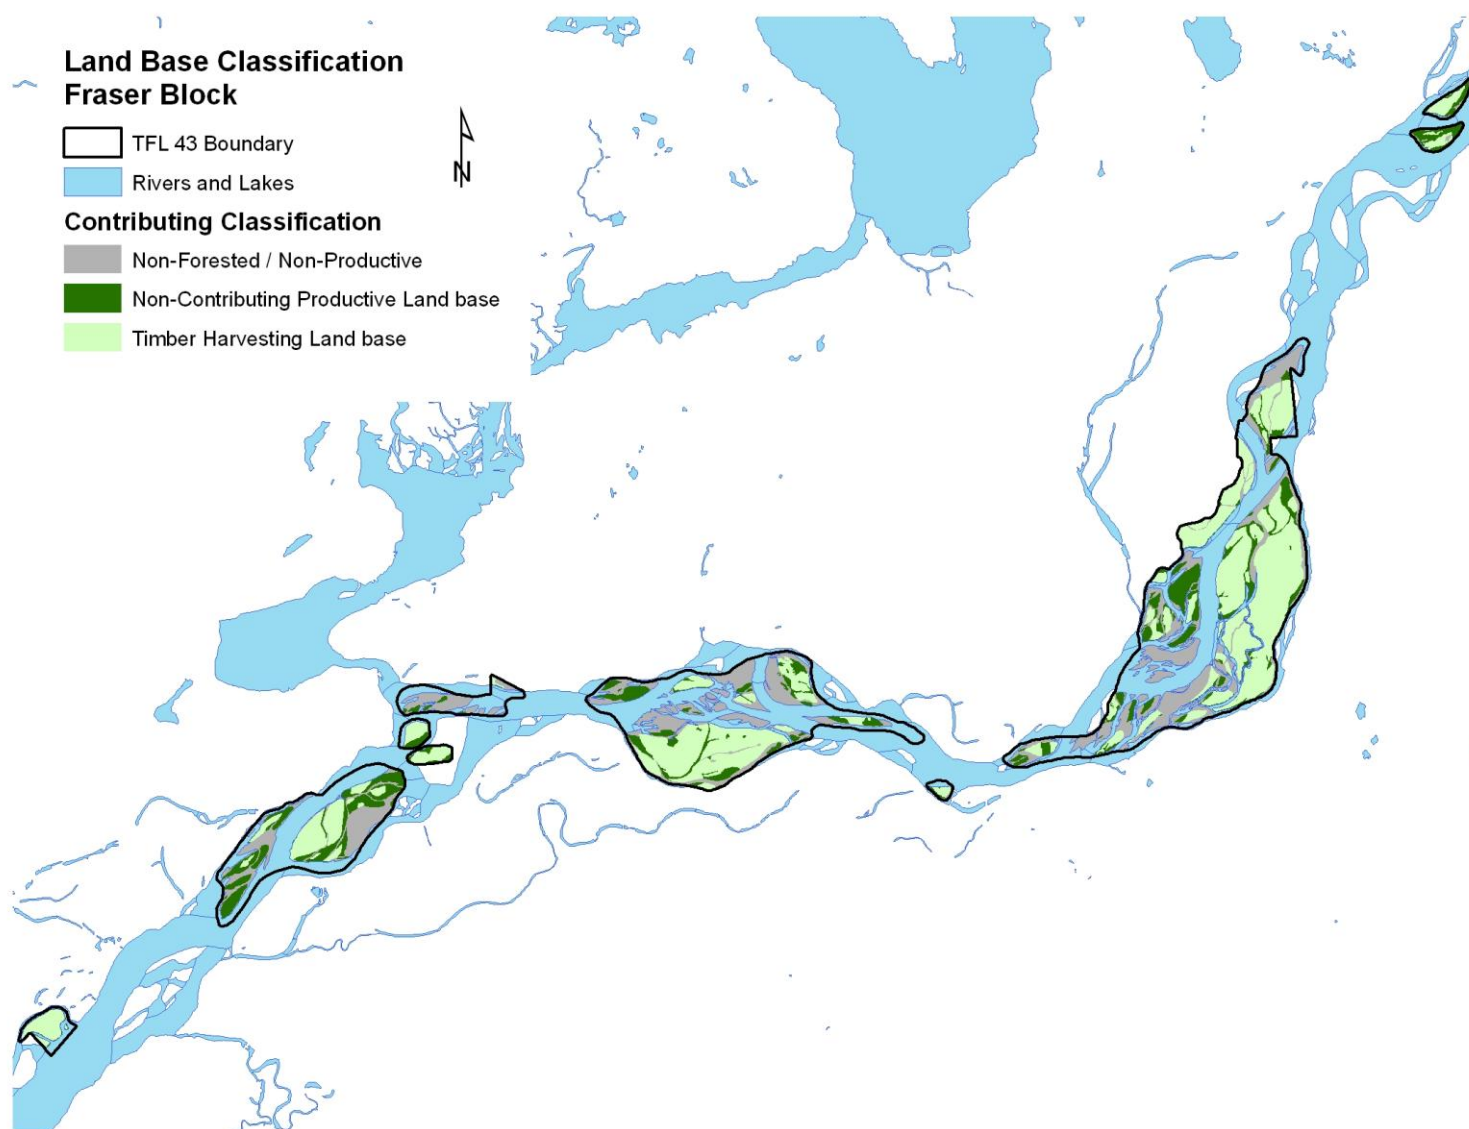 Land Base Classification
Fraser Block
TFL 43 Boundary
Rivers and Lakes
N
Contributing Classification
Non-Forested / Non-Productive
Non-Contributing Productive Land base
Timber Harvesting Land base